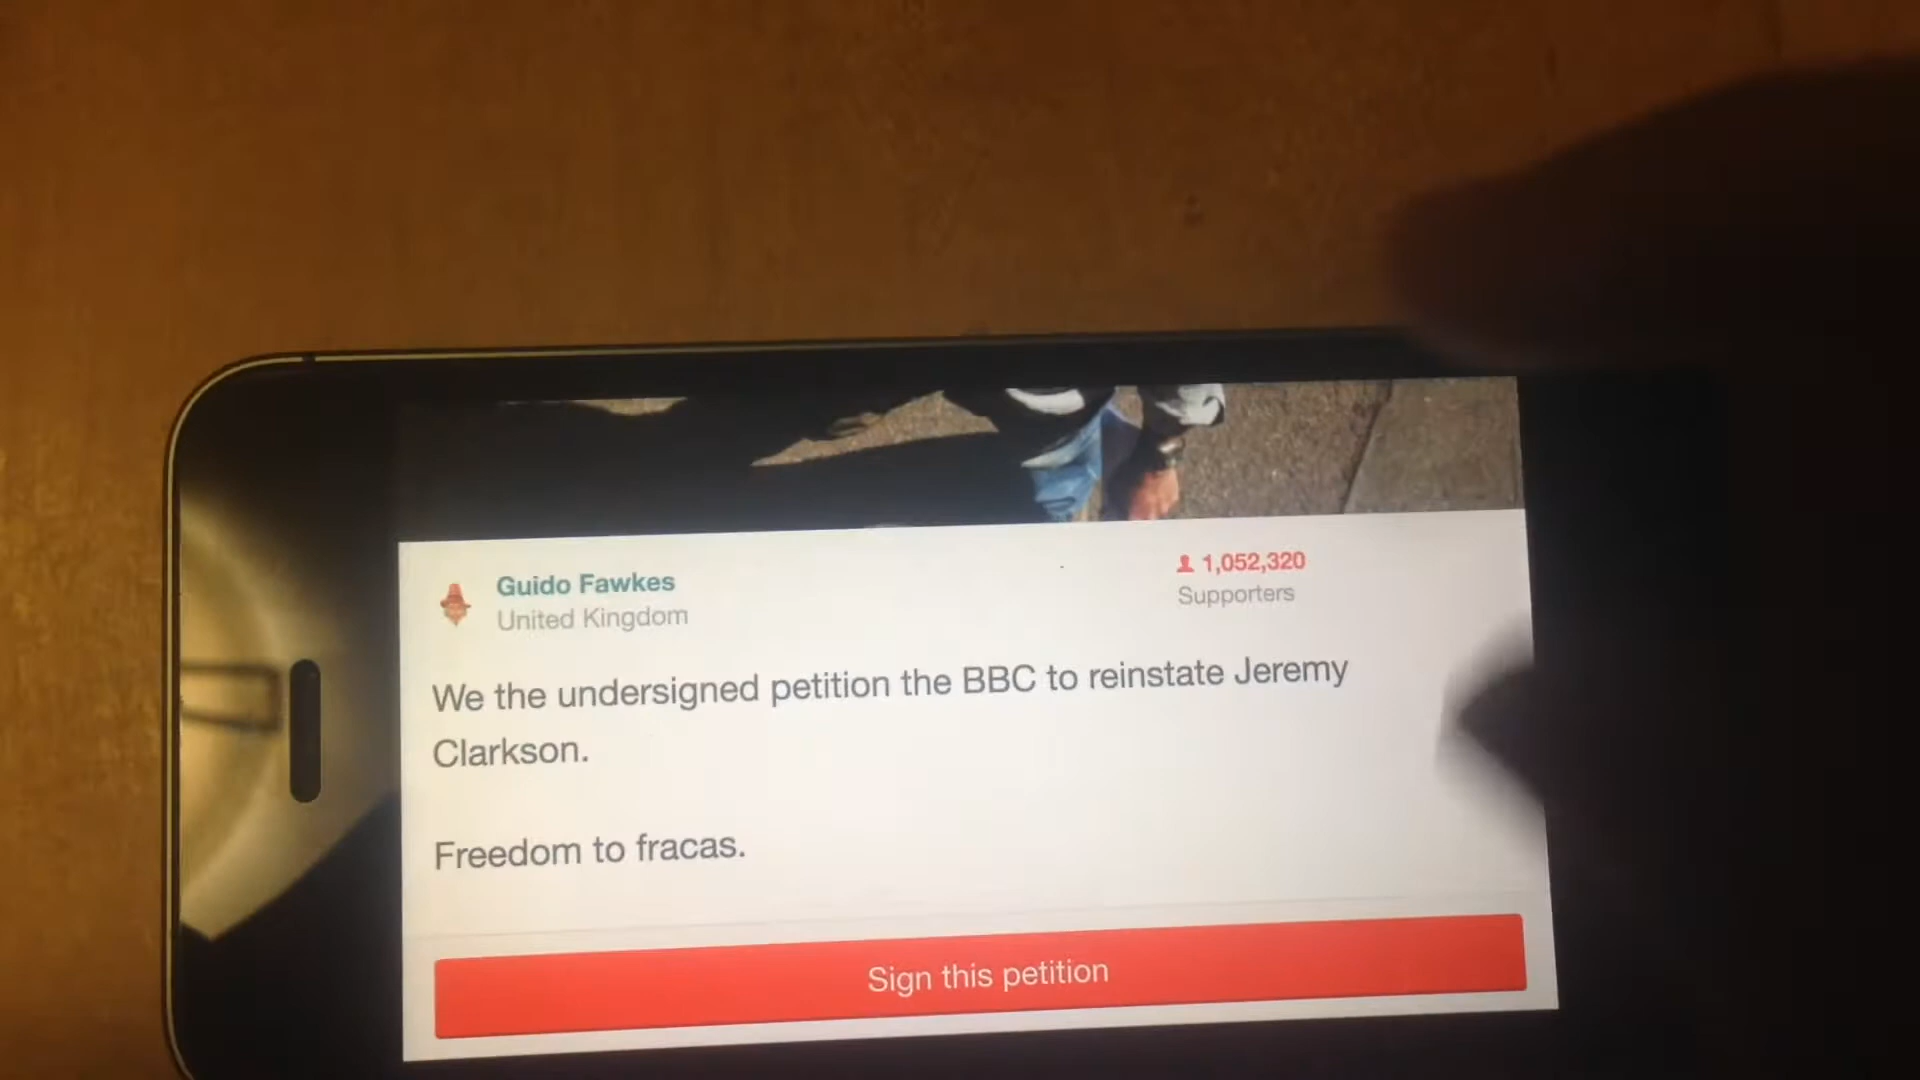 Guido Fawkes
United Kingdom
1,052,320
Supporters
We the undersigned petition the BBC to reinstate Jeremy
Clarkson.
Freedom to fracas.
Sign this petition